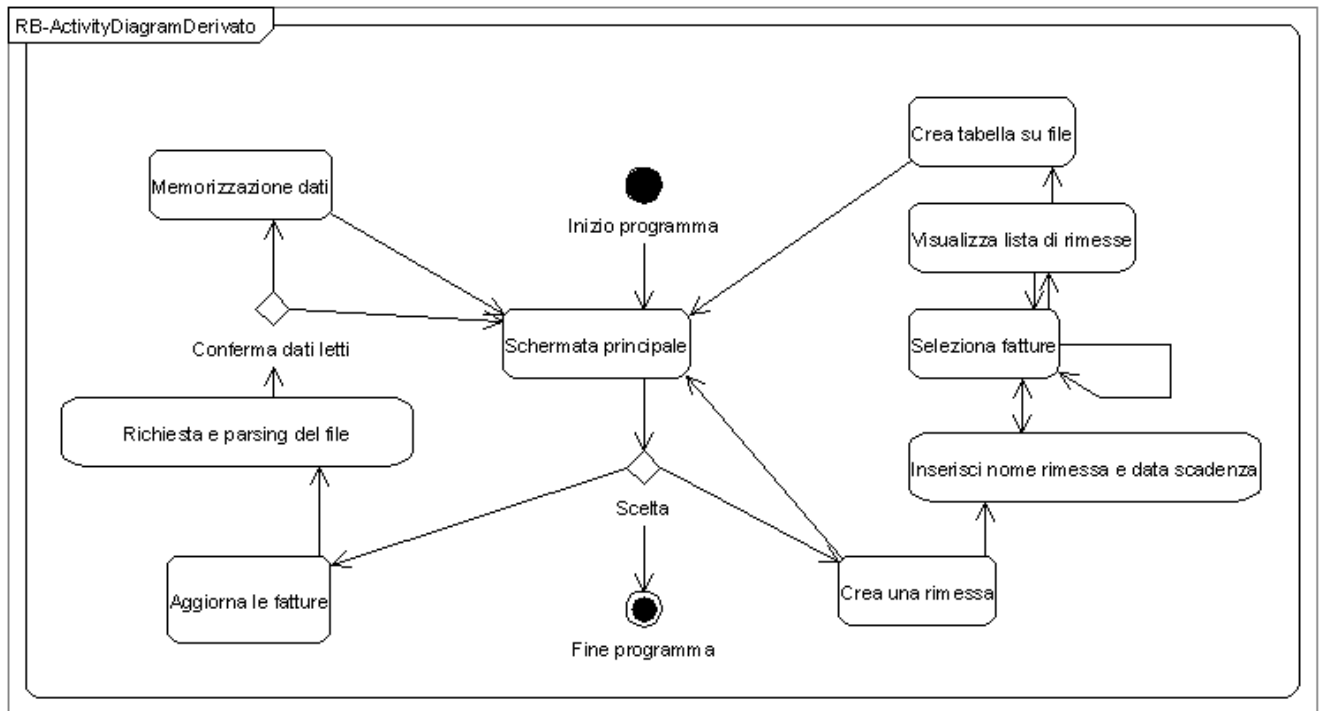 RB-ActivityDiagramDerivato
Crea tabella su file
Memorizzazione dati
Inizio programma
Visualizza lista di rimesse
Conferma dati letti
Schermata principale
Seleziona fatture
Richiesta e parsing del file
Inserisci nome rimessa e data scadenza
Scelta
Aggiorna le fatture
Crea una rimessa
Fine programma